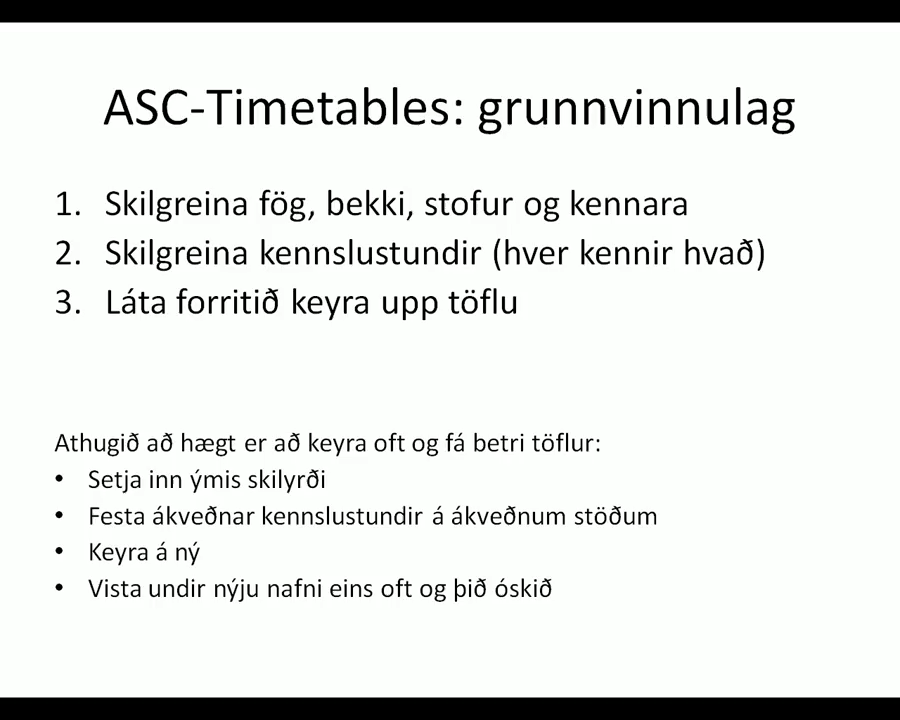 ASC-Timetables: grunnvinnulag
1. Skilgreina fög, bekki, stofur og kennara
2. Skilgreina kennslustundir (hver kennir hvað)
3. Láta forritið keyra upp töflu
Athugið að hægt er að keyra oft og fá betri töflur:
• Setja inn ýmis skilyrði
• Festa ákveðnar kennslustundir á ákveðnum stöðum
• Keyra á ný
• Vista undir nýju nafni eins oft og þið óskið